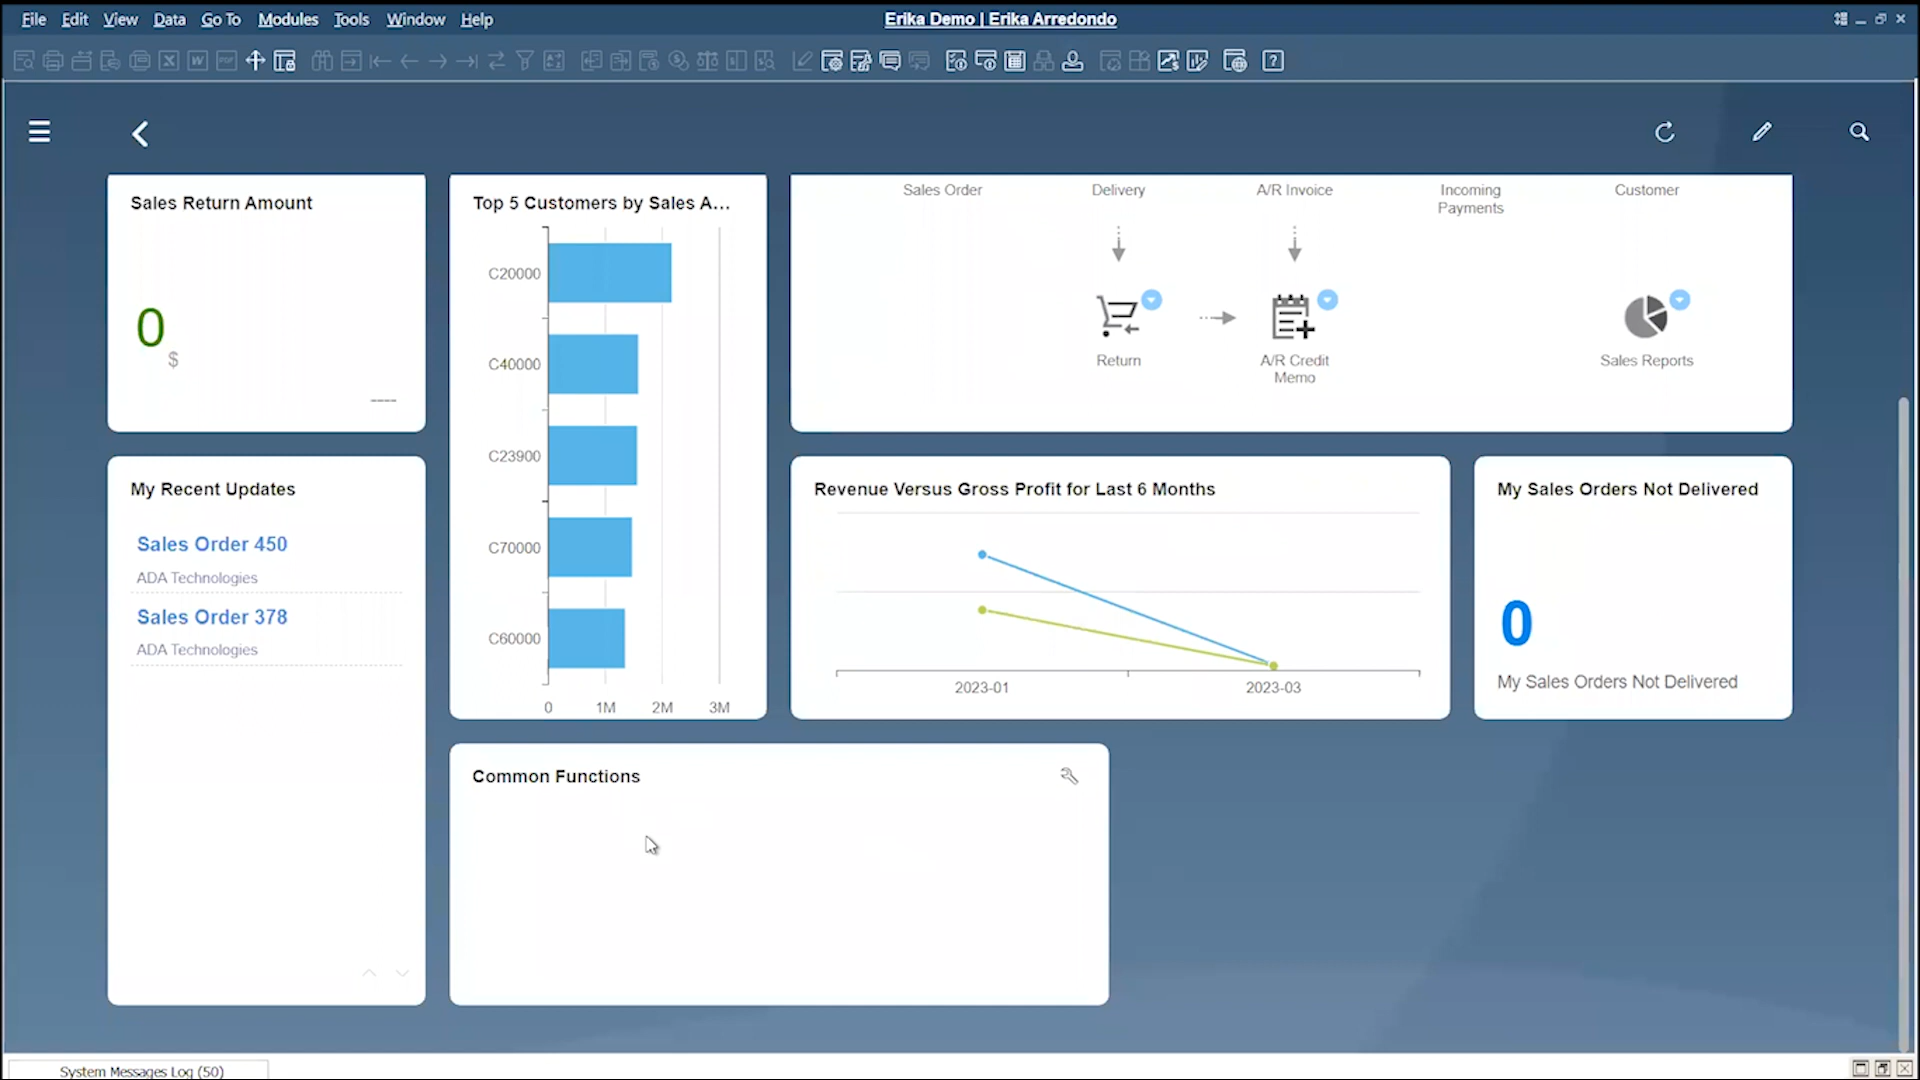 File Edit View Data Go To Modules Tools Window Help
Erika Demo | Erika Arredondo
Sales Return Amount
0
$
----
Top 5 Customers by Sales A...
C20000
C40000
C23900
C70000
C60000
0 1M 2M 3M
Sales Order
Delivery
A/R Invoice
Incoming
Payments
Customer
Return
A/R Credit
Memo
Sales Reports
My Recent Updates
Sales Order 450
ADA Technologies
Sales Order 378
ADA Technologies
Revenue Versus Gross Profit for Last 6 Months
2023-01 2023-03
My Sales Orders Not Delivered
0
My Sales Orders Not Delivered
Common Functions
System Messages Log (50)